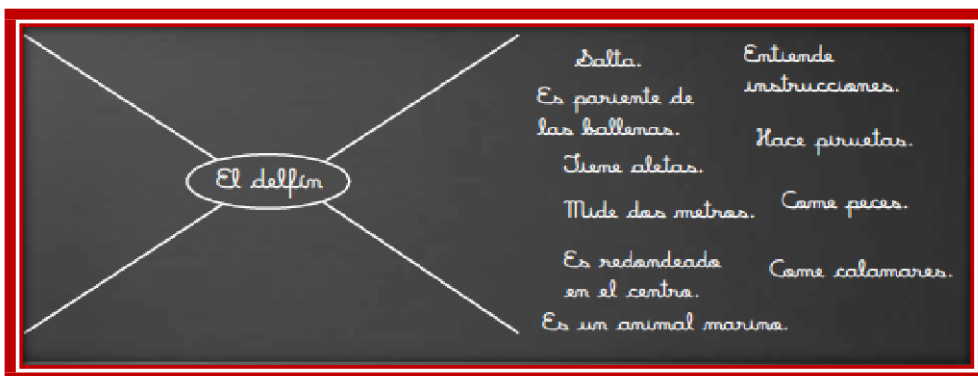 El delfín
Salta.
Es pariente de
las ballenas.
Tiene aletas.
Mide dos metros.
Es redondeado
en el centro.
Es un animal marino.
Entiende
instrucciones.
Hace piruetas.
Come peces.
Come calamares.